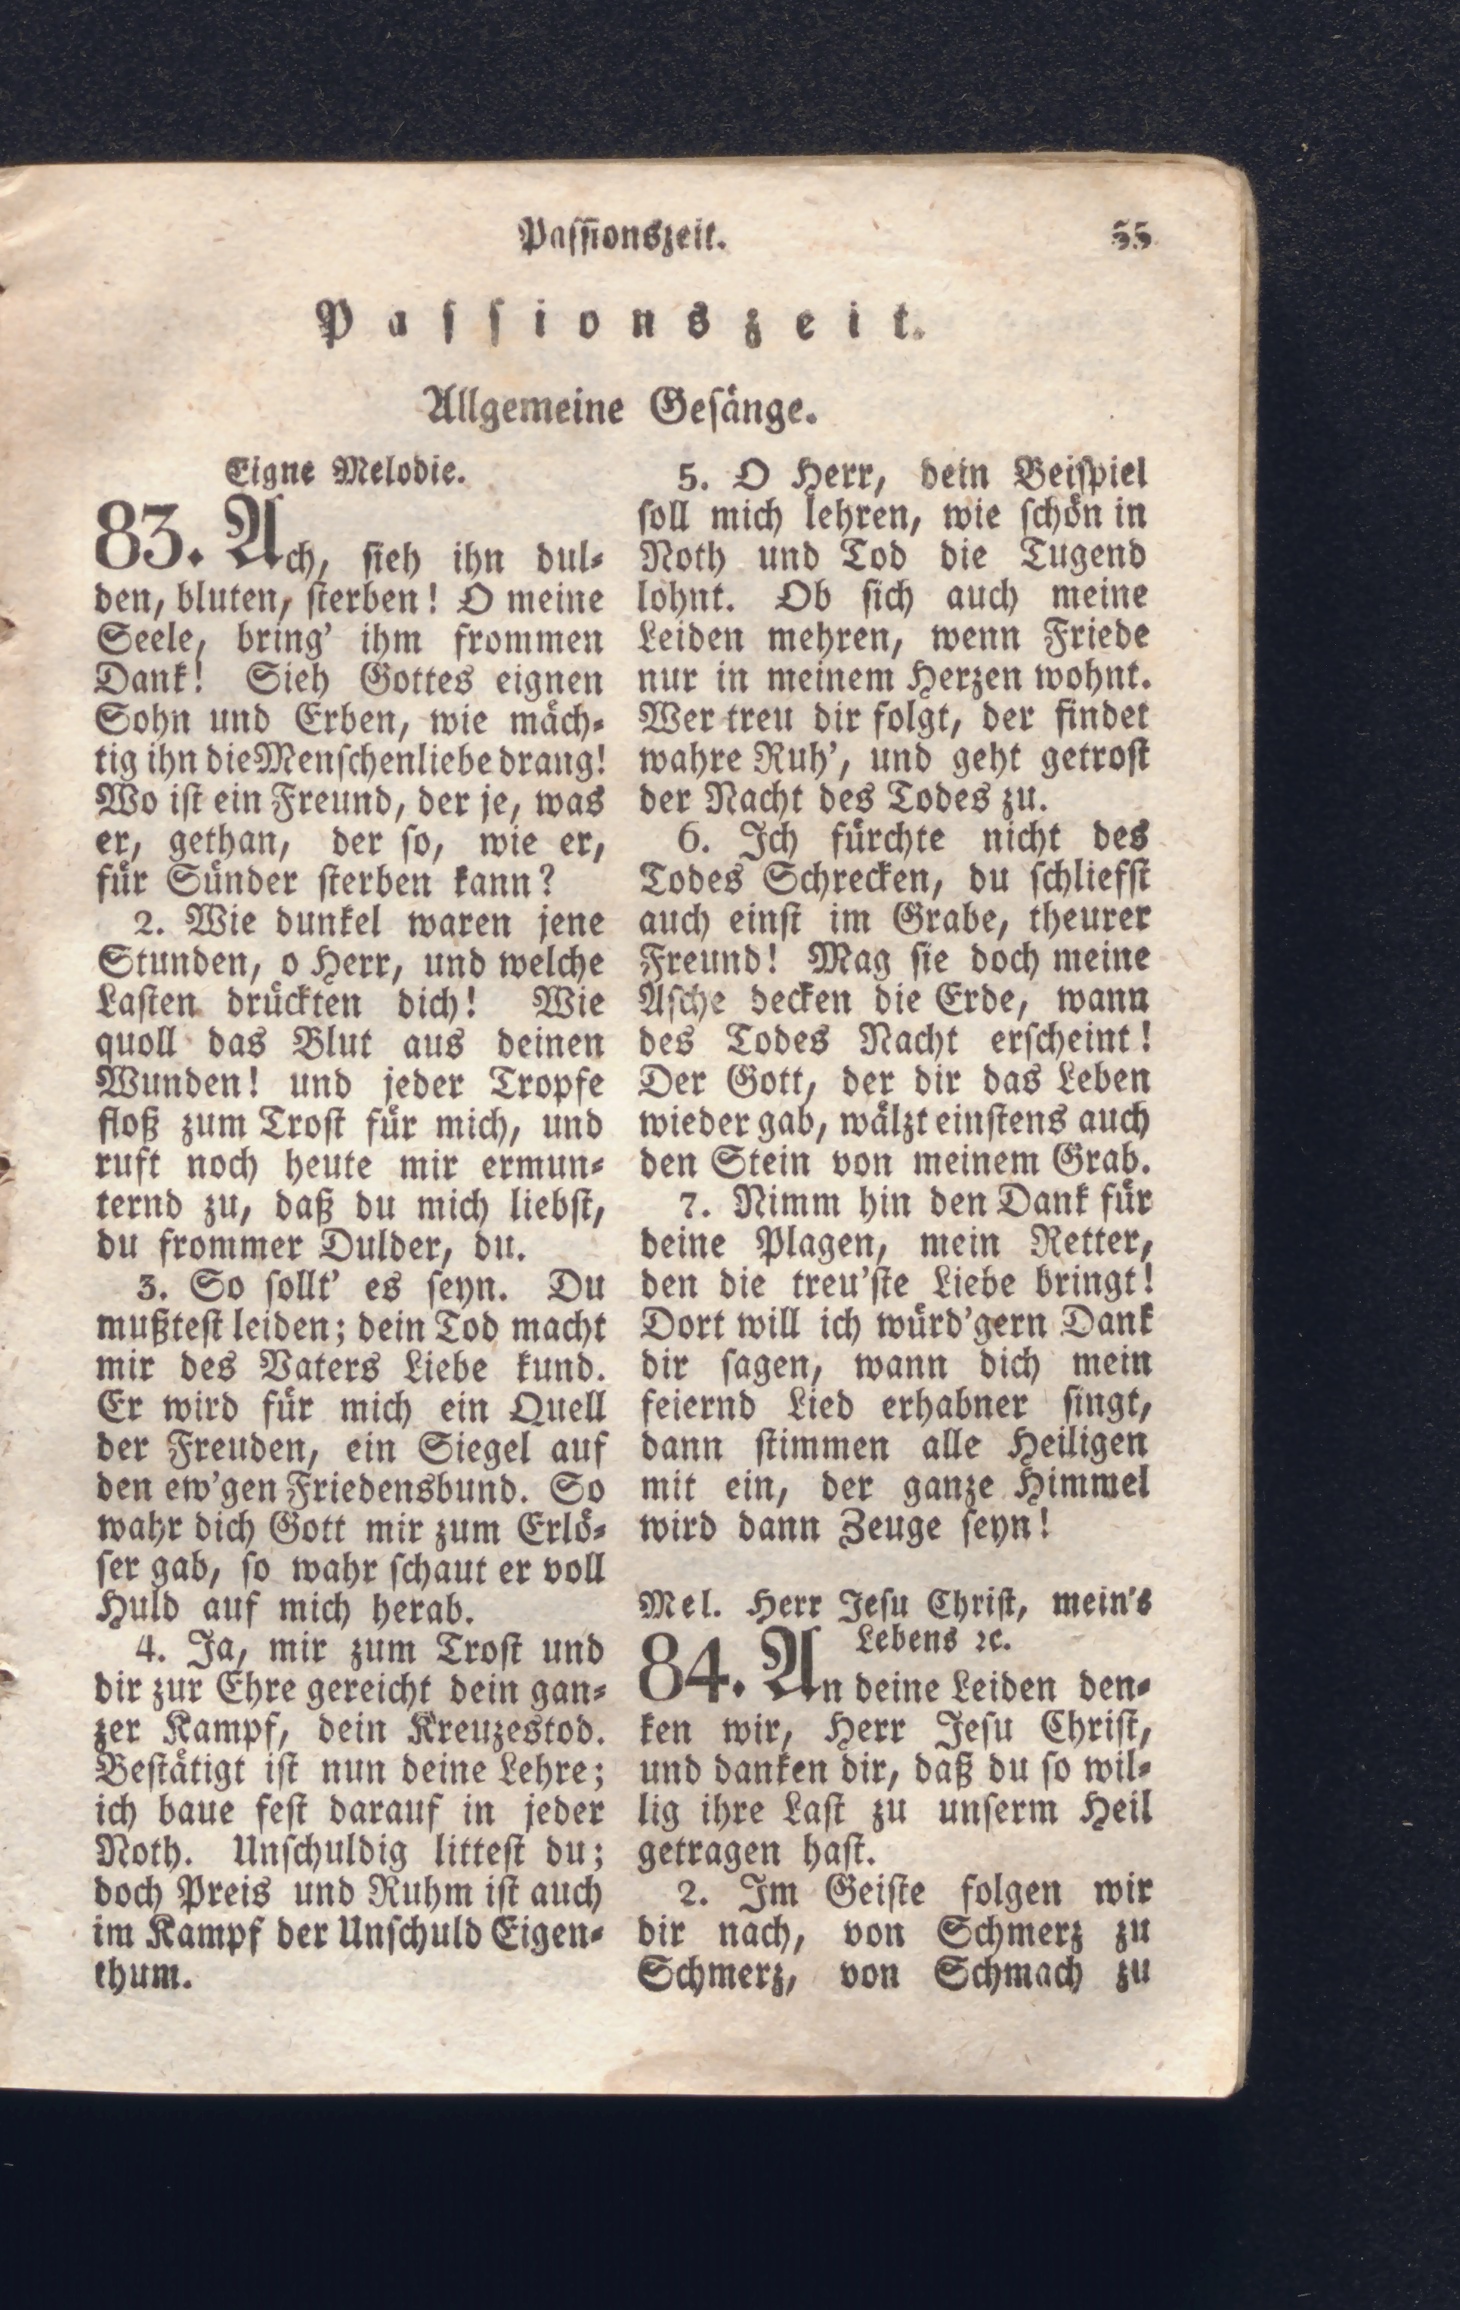 Passionszeit. 55
Passionszeit.
Allgemeine Gesänge.
Eigne Melodie.
83. Ach, sieh ihn dul-
den, bluten, sterben! O meine
Seele, bring' ihm frommen
Dank! Sieh Gottes eignen
Sohn und Erben, wie mäch-
tig ihn die Menschenliebe drang!
Wo ist ein Freund, der je, was
er, gethan, der so, wie er,
für Sünder sterben kann?
2. Wie dunkel waren jene
Stunden, o Herr, und welche
Lasten drückten dich! Wie
quoll das Blut aus deinen
Wunden! und jeder Tropfe
floß zum Trost für mich, und
ruft noch heute mir ermun-
ternd zu, daß du mich liebst,
du frommer Dulder, du.
3. So sollt' es seyn. Du
mußtest leiden; dein Tod macht
mir des Vaters Liebe kund.
Er wird für mich ein Quell
der Freuden, ein Siegel auf
den ew'gen Friedensbund. So
wahr dich Gott mir zum Erlö-
ser gab, so wahr schaut er voll
Huld auf mich herab.
4. Ja, mir zum Trost und
dir zur Ehre gereicht dein gan-
zer Kampf, dein Kreuzestod.
Bestätigt ist nun deine Lehre;
ich baue fest darauf in jeder
Noth. Unschuldig littest du;
doch Preis und Ruhm ist auch
im Kampf der Unschuld Eigen-
thum.
5. O Herr, dein Beispiel
soll mich lehren, wie schön in
Noth und Tod die Tugend
lohnt. Ob sich auch meine
Leiden mehren, wenn Friede
nur in meinem Herzen wohnt.
Wer treu dir folgt, der findet
wahre Ruh', und geht getrost
der Nacht des Todes zu.
6. Ich fürchte nicht des
Todes Schrecken, du schliefst
auch einst im Grabe, theurer
Freund! Mag sie doch meine
Asche decken die Erde, wann
des Todes Nacht erscheint!
Der Gott, der dir das Leben
wieder gab, wälzt einstens auch
den Stein von meinem Grab.
7. Nimm hin den Dank für
deine Plagen, mein Retter,
den die treu'ste Liebe bringt!
Dort will ich würd'gern Dank
dir sagen, wann dich mein
feiernd Lied erhabner singt,
dann stimmen alle Heiligen
mit ein, der ganze Himmel
wird dann Zeuge seyn!
Mel. Herr Jesu Christ, mein's
Lebens ꝛc.
84. An deine Leiden den-
ken wir, Herr Jesu Christ,
und danken dir, daß du so wil-
lig ihre Last zu unserm Heil
getragen hast.
2. Im Geiste folgen wir
dir nach, von Schmerz zu
Schmerz, von Schmach zu